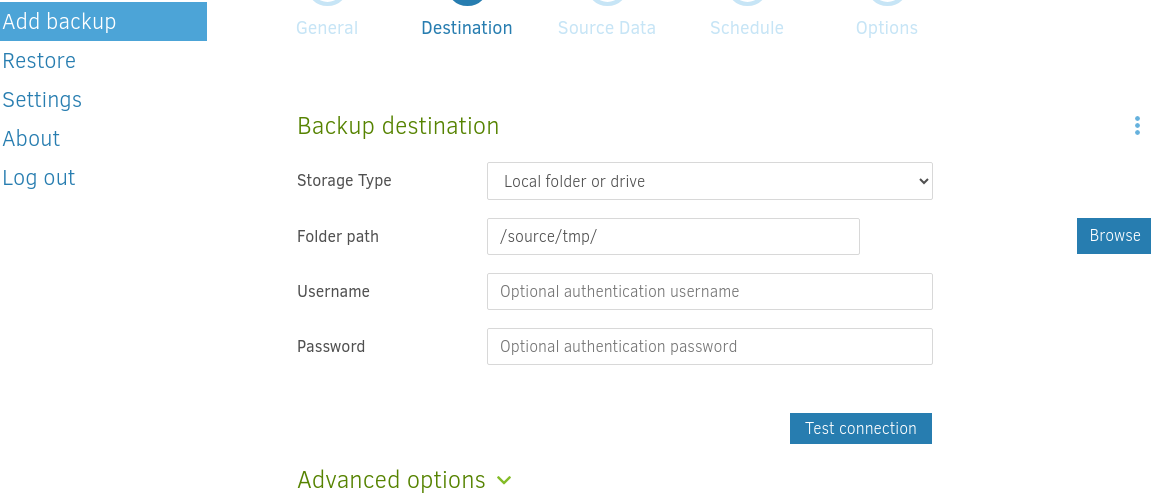 Add backup
Restore
Settings
About
Log out
General Destination Source Data Schedule Options
Backup destination
Storage Type Local folder or drive
Folder path /source/tmp/ Browse
Username Optional authentication username
Password Optional authentication password
Test connection
Advanced options